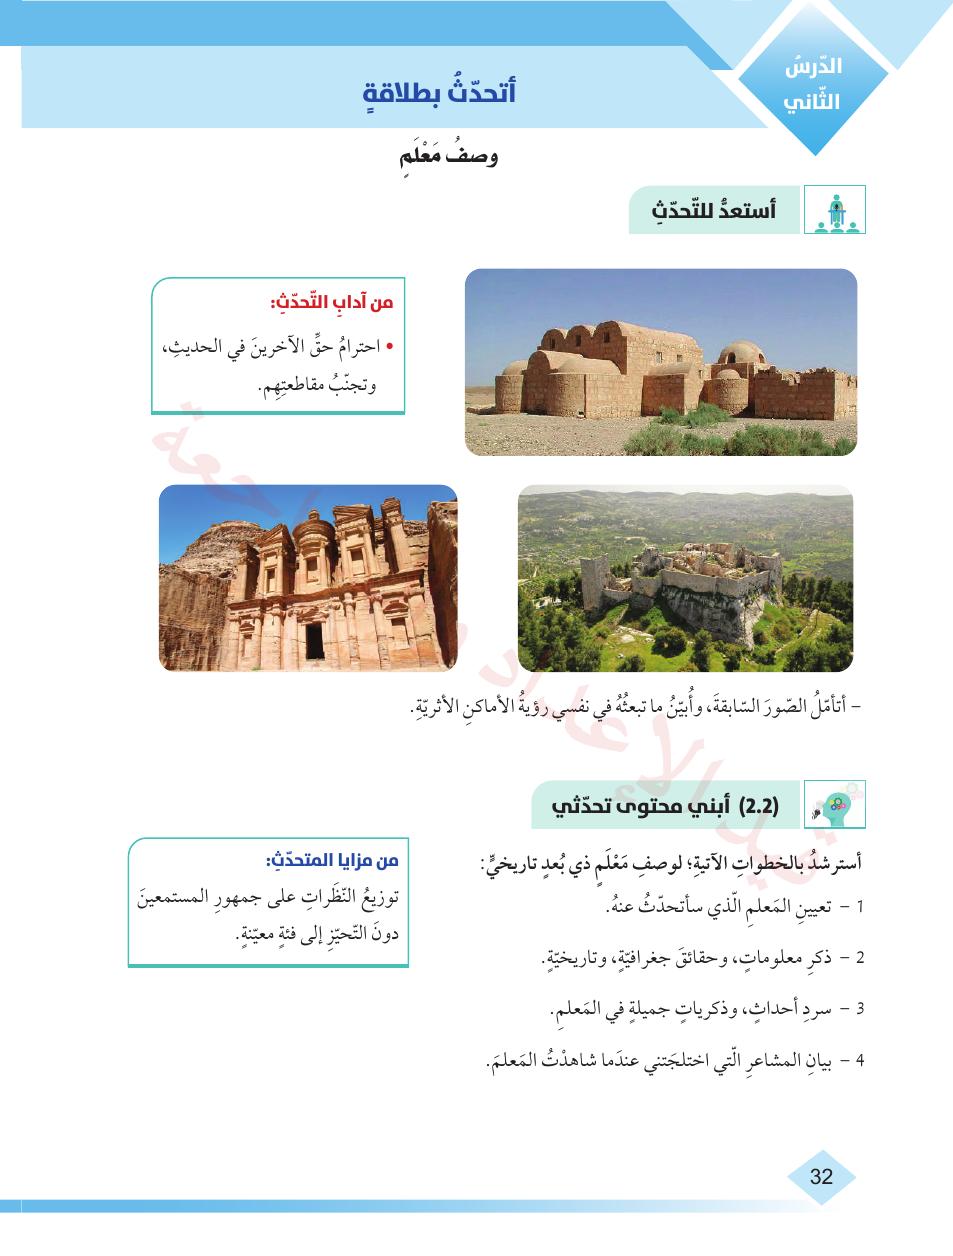 الدّرسُ
الثّاني
أتحدّثُ بطلاقةٍ
وصفُ مَعْلَمٍ
أستعدُّ للتّحدّثِ
من آدابِ التّحدّثِ:
• احترامُ حقِّ الآخرينَ في الحديثِ،
وتجنّبُ مقاطعتِهِم.
– أتأمّلُ الصّورَ السّابقةَ، وأُبيّنُ ما تبعثُهُ في نفسي رؤيةُ الأماكنِ الأثريّةِ.
(2.2) أبني محتوى تحدّثي
أسترشدُ بالخطواتِ الآتيةِ؛ لوصفِ مَعْلَمٍ ذي بُعدٍ تاريخيٍّ:
1 – تعيينِ المَعلمِ الّذي سأتحدّثُ عنهُ.
2 – ذكرِ معلوماتٍ، وحقائقَ جغرافيّةٍ، وتاريخيّةٍ.
3 – سردِ أحداثٍ، وذكرياتٍ جميلةٍ في المَعلمِ.
4 – بيانِ المشاعرِ الّتي اختلجَتني عندَما شاهدْتُ المَعلمَ.
من مزايا المتحدّثِ:
توزيعُ النّظَراتِ على جمهورِ المستمعينَ
دونَ التّحيّزِ إلى فئةٍ معيّنةٍ.
32